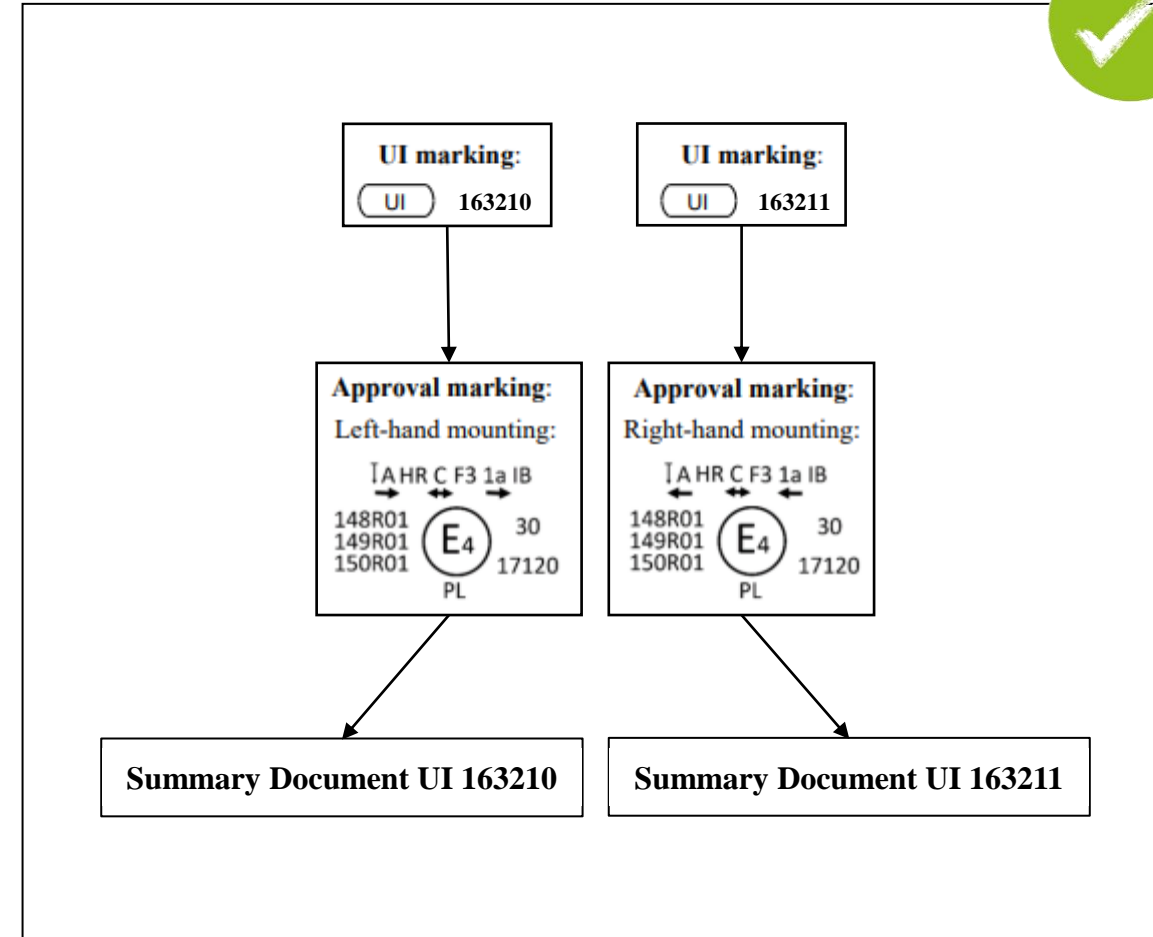 UI marking:
UI 163210
UI marking:
UI 163211
Approval marking:
Left-hand mounting:
I A HR C F3 1a IB
→ ↔ →
148R01
149R01
150R01
E4
30
17120
PL
Approval marking:
Right-hand mounting:
I A HR C F3 1a IB
← ↔ ←
148R01
149R01
150R01
E4
30
17120
PL
Summary Document UI 163210
Summary Document UI 163211